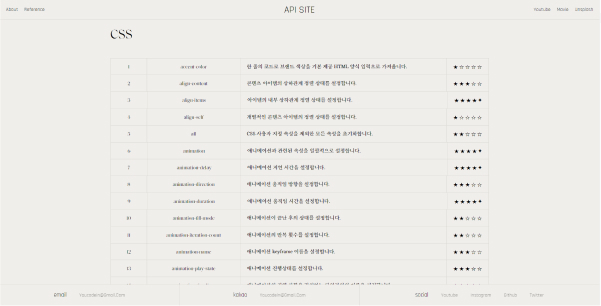 About Reference
API SITE
Youtube Movie Unsplash
CSS
1 accent-color 한 줄의 코드로 브랜드 색상을 기본 제공 HTML 양식 입력으로 가져옵니다. ★☆☆☆☆
2 align-content 콘텐츠 아이템의 상하관계 정렬 상태를 설정합니다. ★★★☆☆
3 align-items 아이템의 내부 상하관계 정렬 상태를 설정합니다. ★★★★★
4 align-self 개별적인 콘텐츠 아이템의 정렬 상태를 설정합니다. ★☆☆☆☆
5 all CSS 사용자 지정 속성을 제외한 모든 속성을 초기화합니다. ★★☆☆☆
6 animation 애니메이션과 관련된 속성을 일괄적으로 설정합니다. ★★★★★
7 animation-delay 애니메이션 지연 시간을 설정합니다. ★★★★★
8 animation-direction 애니메이션 움직임 방향을 설정합니다. ★★★☆☆
9 animation-duration 애니메이션 움직임 시간을 설정합니다. ★★★★★
10 animation-fill-mode 애니메이션이 끝난 후의 상태를 설정합니다. ★★☆☆☆
11 animation-iteration-count 애니메이션의 반복 횟수를 설정합니다. ★★★☆☆
12 animation-name 애니메이션 keyframe 이름을 설정합니다. ★★★☆☆
13 animation-play-state 애니메이션 진행상태를 설정합니다. ★★★☆☆
email
kakao
social Youtube Instagram Github Twitter